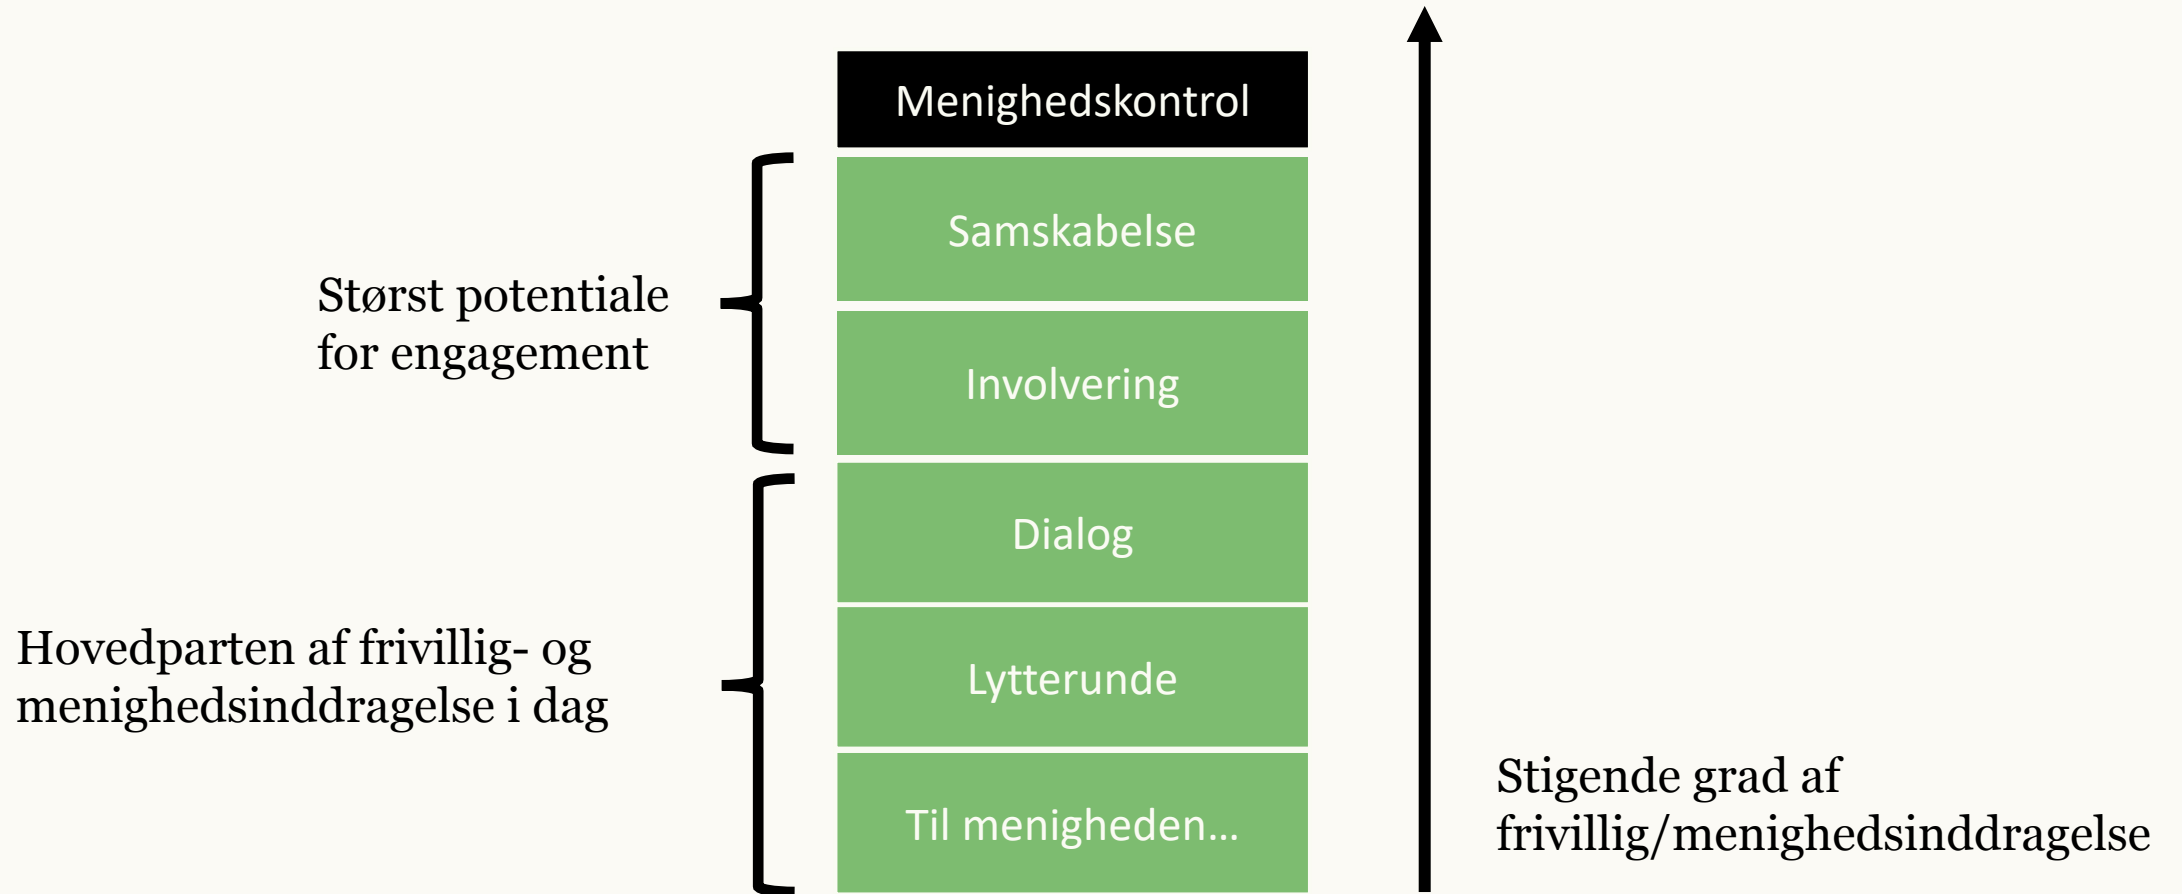 Menighedskontrol
Samskabelse
Størst potentiale
for engagement
Involvering
Dialog
Hovedparten af frivillig- og
menighedsinddragelse i dag
Lytterunde
Til menigheden...
Stigende grad af
frivillig/menighedsinddragelse